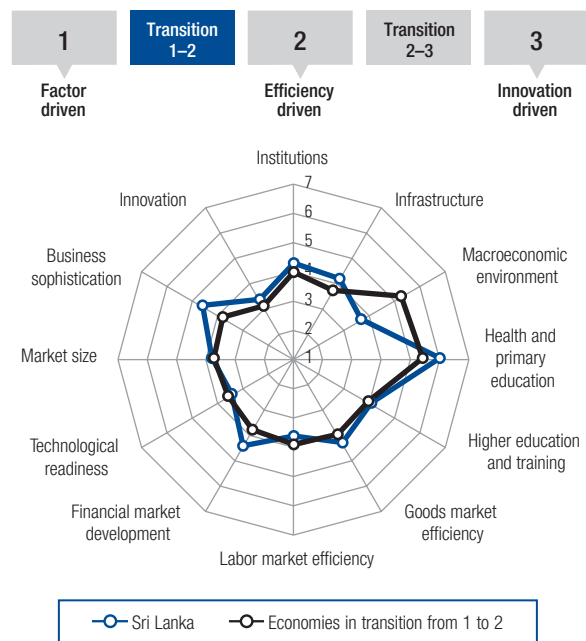 1
Transition
1–2
2
Transition
2–3
3
Factor
driven
Efficiency
driven
Innovation
driven
Institutions
Innovation
Infrastructure
Business
sophistication
Macroeconomic
environment
Market size
Health and
primary
education
Technological
readiness
Higher education
and training
Financial market
development
Goods market
efficiency
Labor market efficiency
7
6
5
4
3
2
1
Sri Lanka
Economies in transition from 1 to 2